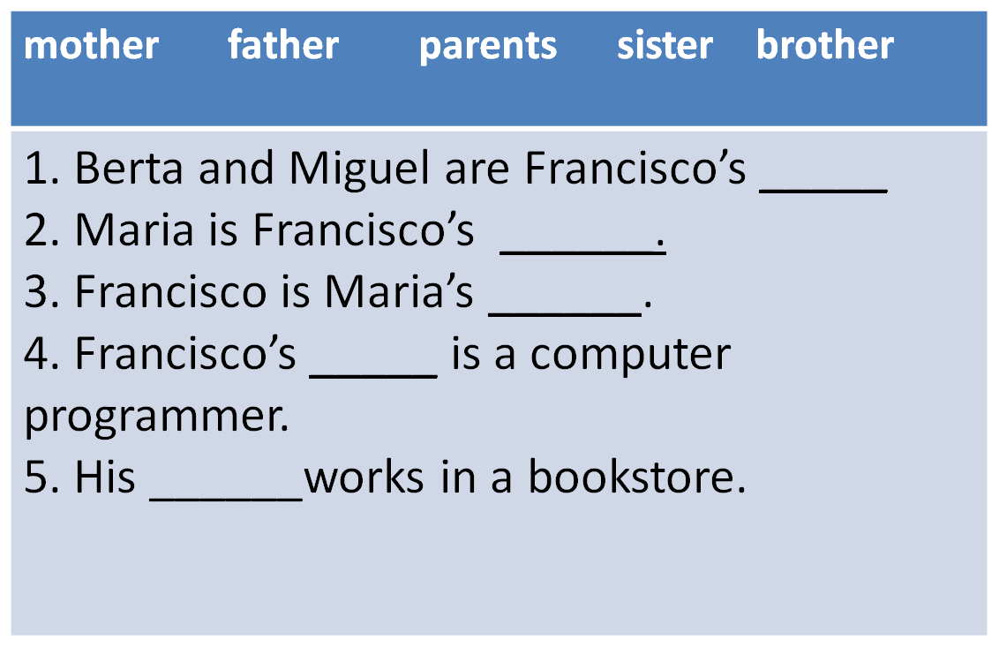 mother father parents sister brother
1. Berta and Miguel are Francisco’s _____
2. Maria is Francisco’s ______.
3. Francisco is Maria’s ______.
4. Francisco’s _____ is a computer
programmer.
5. His ______works in a bookstore.